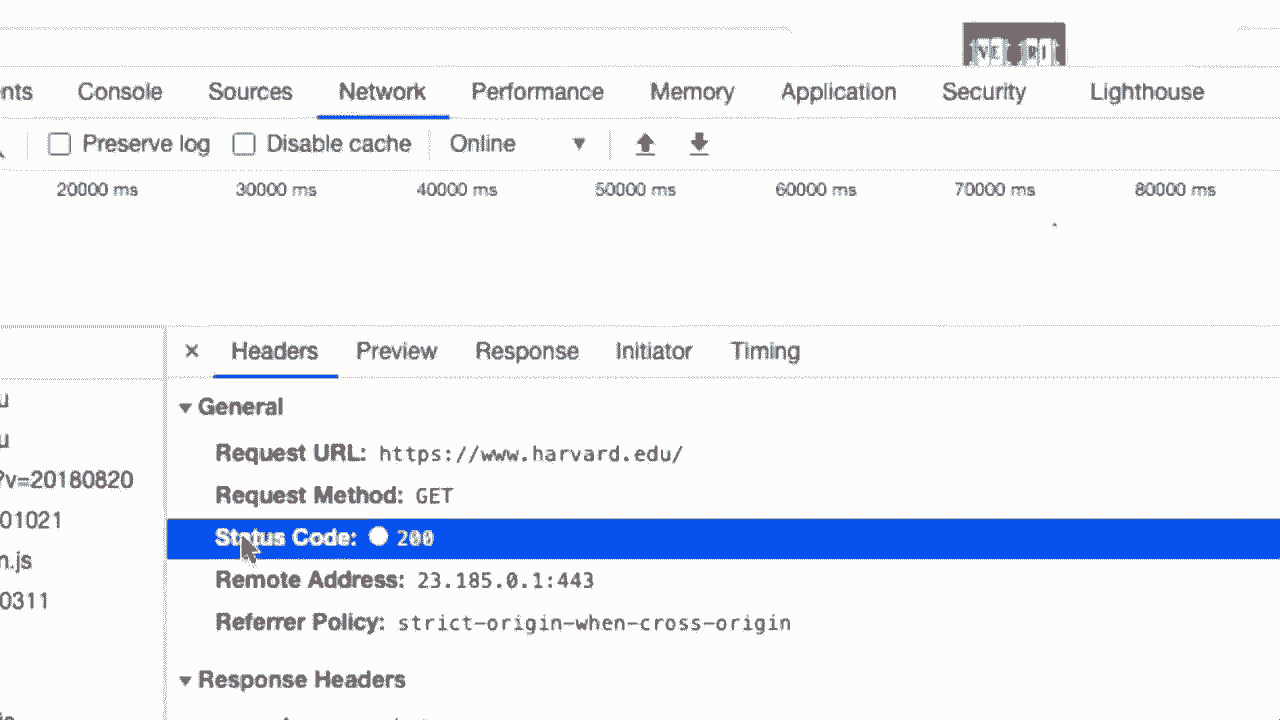 VE RI
nts Console Sources Network Performance Memory Application Security Lighthouse
Preserve log Disable cache Online
20000 ms 30000 ms 40000 ms 50000 ms 60000 ms 70000 ms 80000 ms
× Headers Preview Response Initiator Timing
u
General
u
Request URL: https://www.harvard.edu/
?v=20180820
Request Method: GET
01021
Status Code: 200
n.js
Remote Address: 23.185.0.1:443
0311
Referrer Policy: strict-origin-when-cross-origin
Response Headers